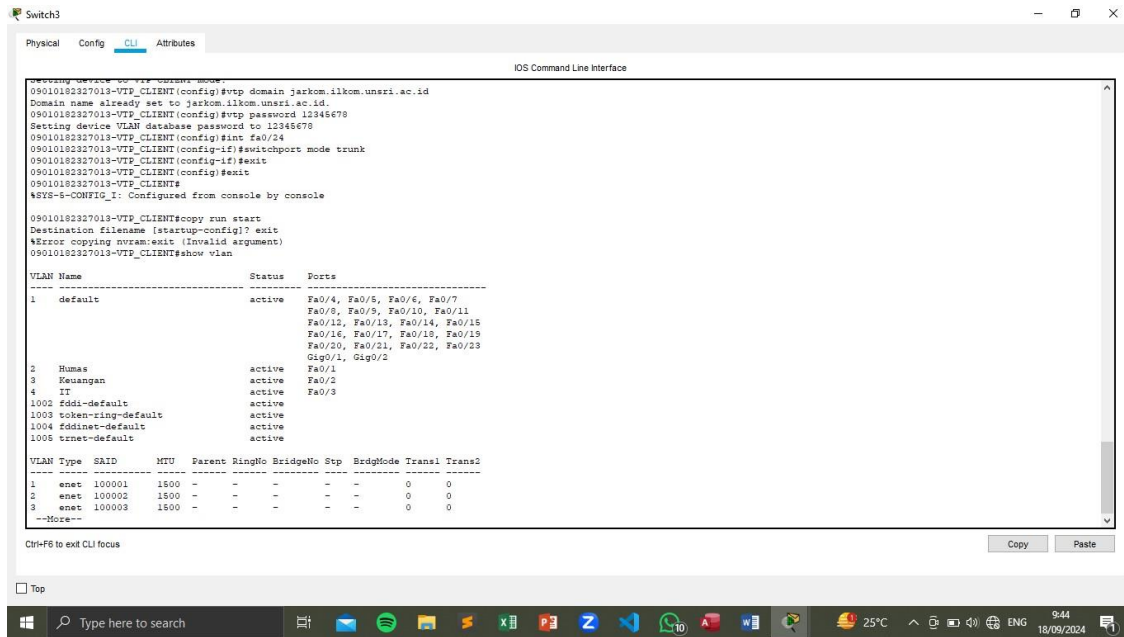 Switch3
Physical Config CLI Attributes
IOS Command Line Interface
Setting device to VTP CLIENT mode.
09010182327013-VTP_CLIENT(config)#vtp domain jarkom.ilkom.unsri.ac.id
Domain name already set to jarkom.ilkom.unsri.ac.id.
09010182327013-VTP_CLIENT(config)#vtp password 12345678
Setting device VLAN database password to 12345678
09010182327013-VTP_CLIENT(config)#int fa0/24
09010182327013-VTP_CLIENT(config-if)#switchport mode trunk
09010182327013-VTP_CLIENT(config-if)#exit
09010182327013-VTP_CLIENT(config)#exit
09010182327013-VTP_CLIENT#
%SYS-5-CONFIG_I: Configured from console by console
09010182327013-VTP_CLIENT#copy run start
Destination filename [startup-config]? exit
%Error copying nvram:exit (Invalid argument)
09010182327013-VTP_CLIENT#show vlan
VLAN Name Status Ports
---- -------------------------------- --------- -------------------------------
1 default active Fa0/4, Fa0/5, Fa0/6, Fa0/7
Fa0/8, Fa0/9, Fa0/10, Fa0/11
Fa0/12, Fa0/13, Fa0/14, Fa0/15
Fa0/16, Fa0/17, Fa0/18, Fa0/19
Fa0/20, Fa0/21, Fa0/22, Fa0/23
Gig0/1, Gig0/2
2 Humas active Fa0/1
3 Keuangan active Fa0/2
4 IT active Fa0/3
1002 fddi-default active
1003 token-ring-default active
1004 fddinet-default active
1005 trnet-default active
VLAN Type SAID MTU Parent RingNo BridgeNo Stp BrdgMode Trans1 Trans2
---- ----- ---------- ----- ------ ------ -------- ---- -------- ------ ------
1 enet 100001 1500 - - - - - 0 0
2 enet 100002 1500 - - - - - 0 0
3 enet 100003 1500 - - - - - 0 0
--More--
Ctrl+F6 to exit CLI focus
Copy Paste
Top
Type here to search
10
25°C
ENG
9:44
18/09/2024
1